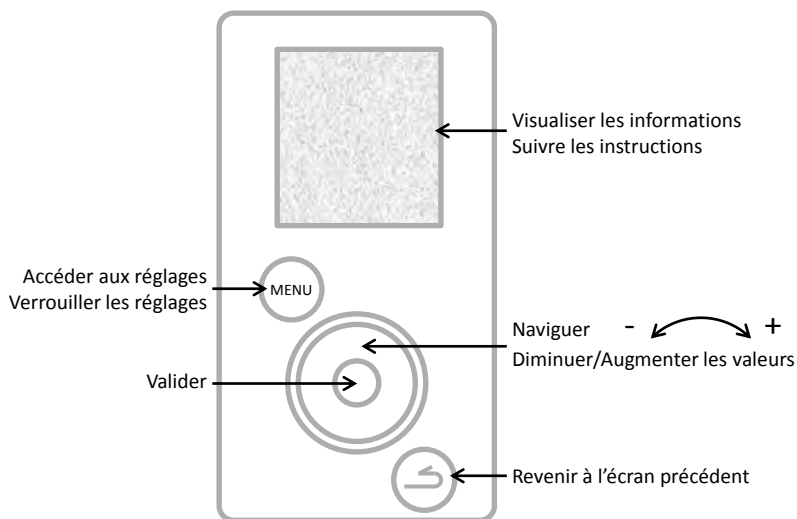 Visualiser les informations
Suivre les instructions
Accéder aux réglages
Verrouiller les réglages
MENU
Naviguer - +
Diminuer/Augmenter les valeurs
Valider
Revenir à l'écran précédent